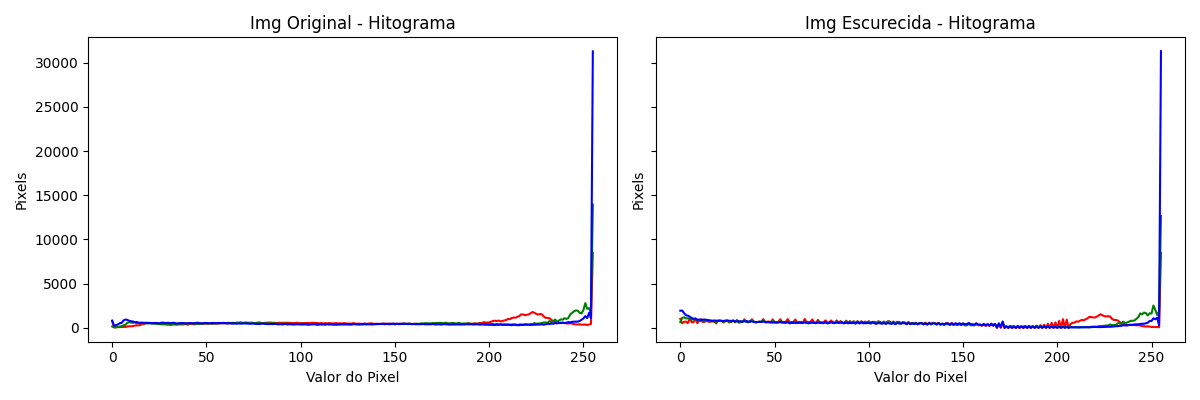 Img Original - Hitograma
Pixels
30000
25000
20000
15000
10000
5000
0
0 50 100 150 200 250
Valor do Pixel
Img Escurecida - Hitograma
Pixels
0 50 100 150 200 250
Valor do Pixel